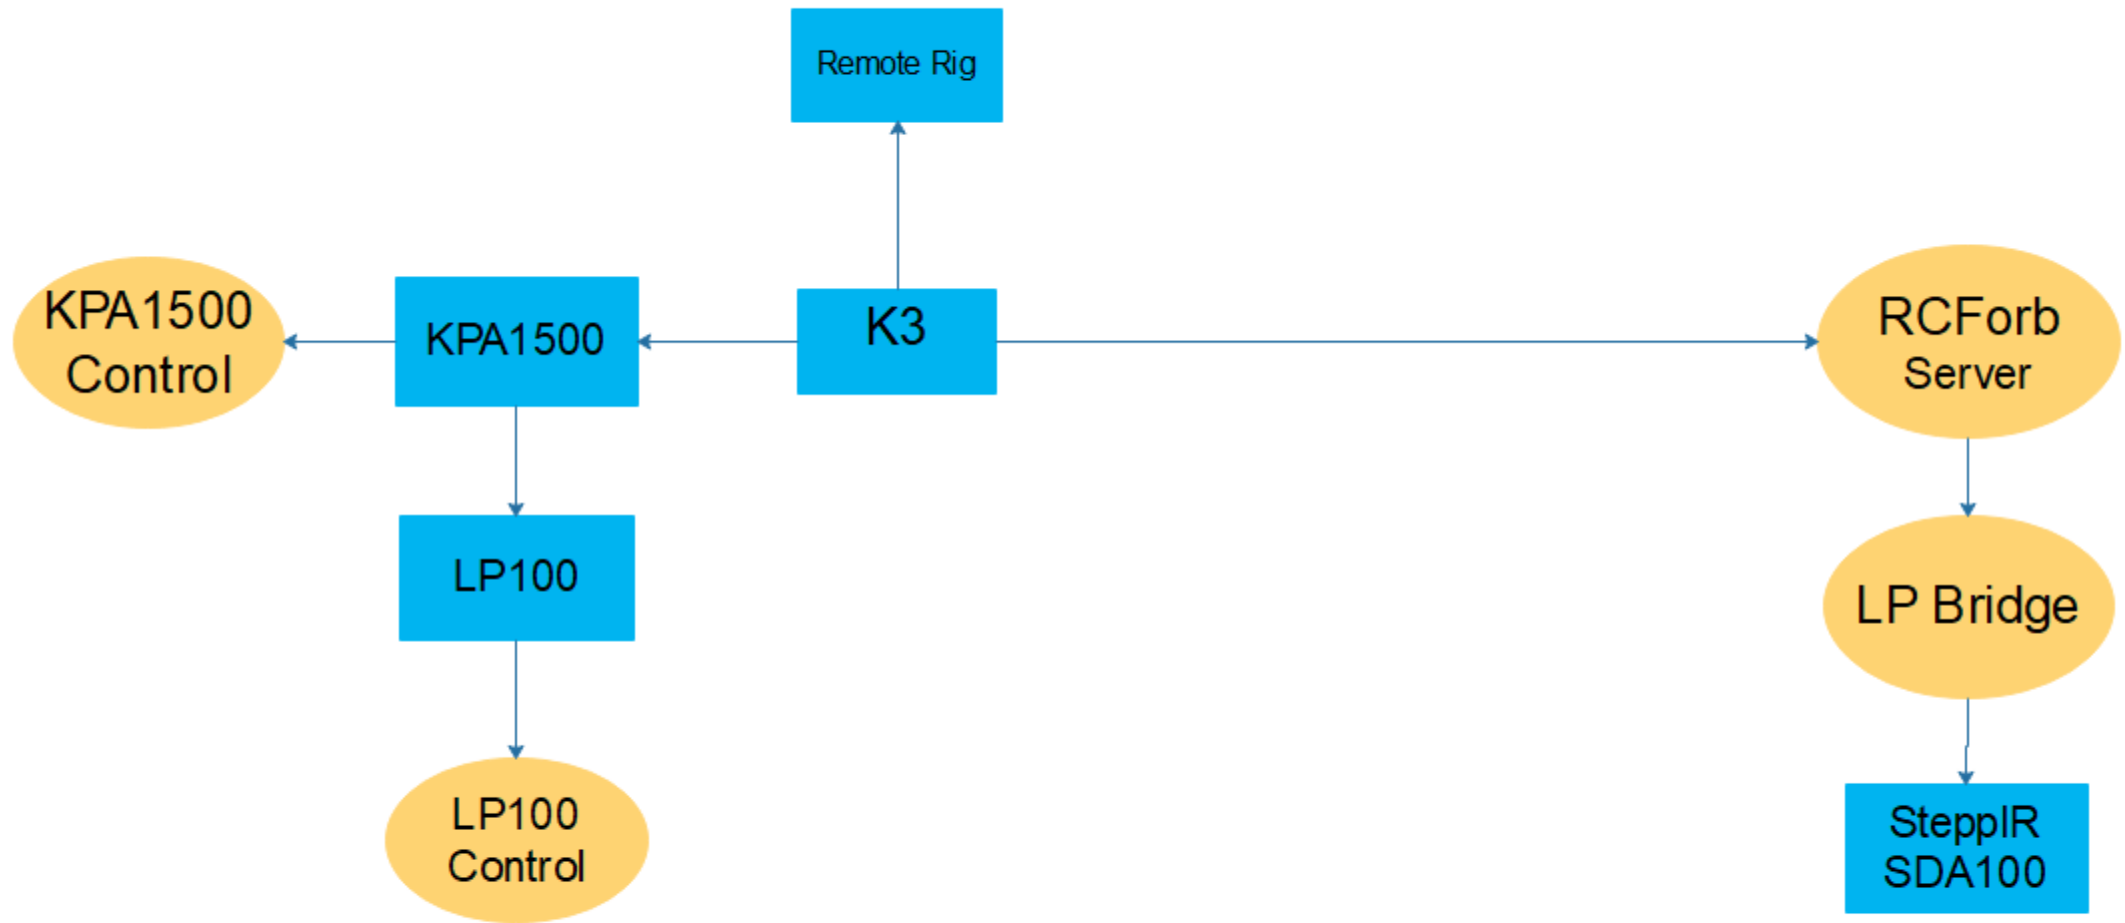 Remote Rig
KPA1500
Control
KPA1500
K3
RCForb
Server
LP100
LP Bridge
LP100
Control
SteppIR
SDA100